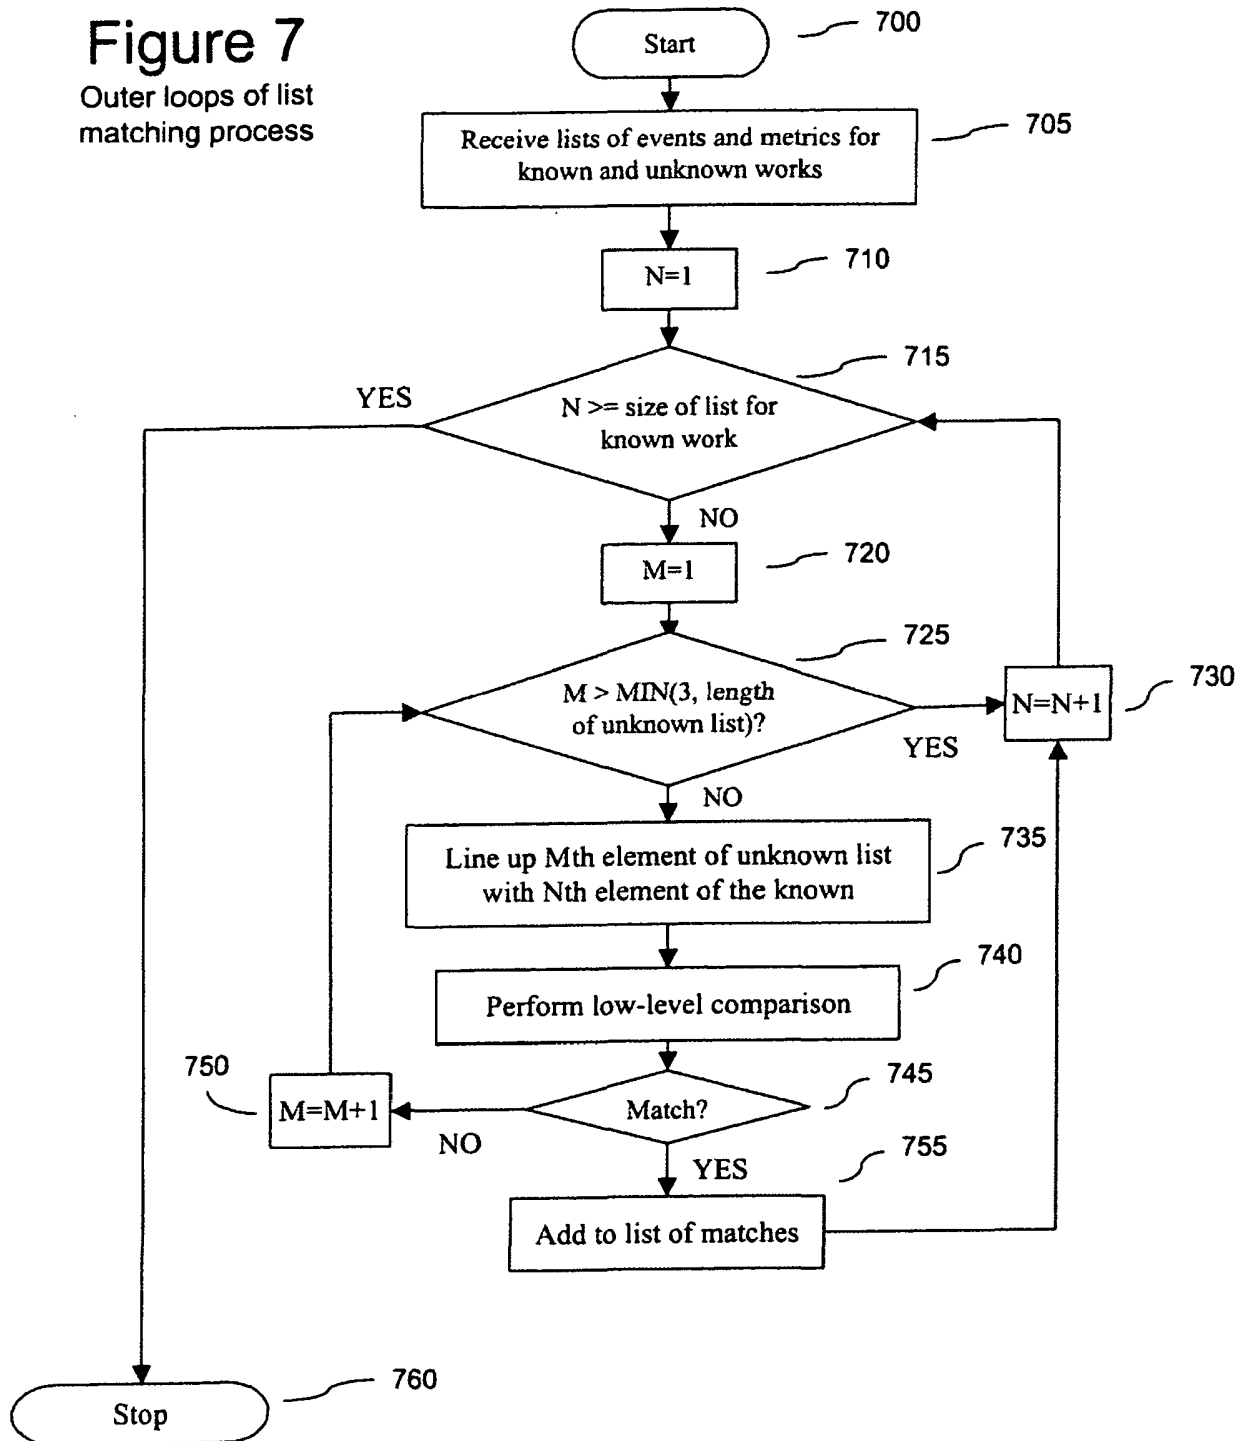 Figure 7
Outer loops of list
matching process
Start
700
Receive lists of events and metrics for
known and unknown works
705
N=1
710
715
YES
N >= size of list for
known work
NO
M=1
720
725
M > MIN(3, length
of unknown list)?
YES
N=N+1
730
NO
Line up Mth element of unknown list
with Nth element of the known
735
Perform low-level comparison
740
750
M=M+1
NO
Match?
745
YES
755
Add to list of matches
Stop
760